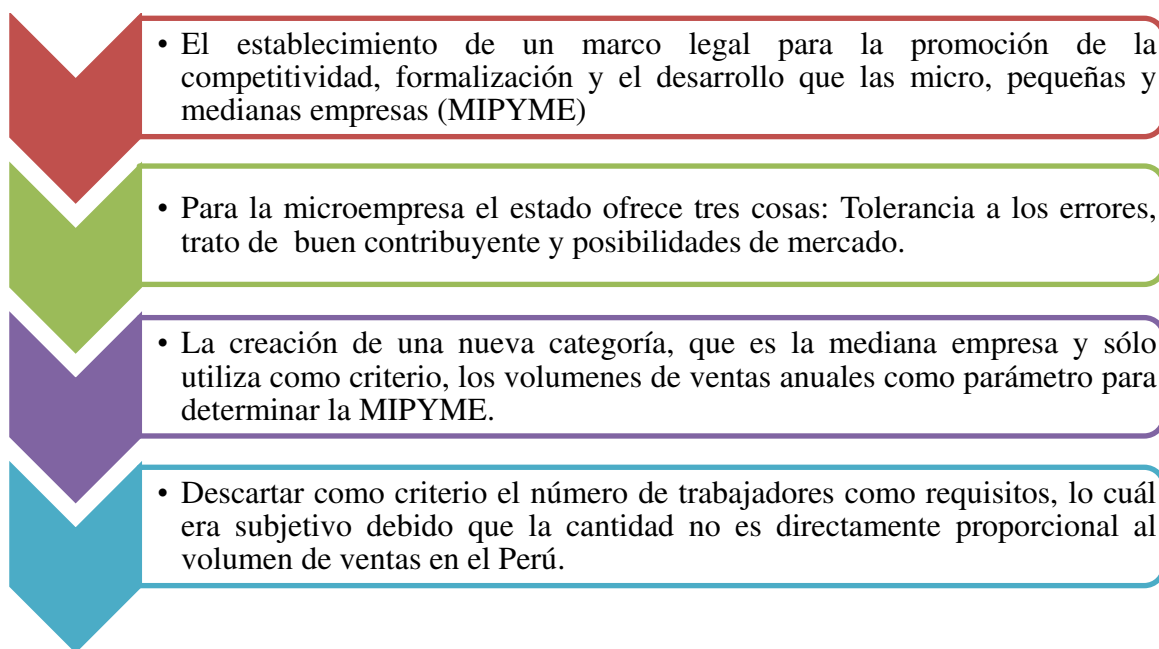 • El establecimiento de un marco legal para la promoción de la
competitividad, formalización y el desarrollo que las micro, pequeñas y
medianas empresas (MIPYME)
• Para la microempresa el estado ofrece tres cosas: Tolerancia a los errores,
trato de buen contribuyente y posibilidades de mercado.
• La creación de una nueva categoría, que es la mediana empresa y sólo
utiliza como criterio, los volumenes de ventas anuales como parámetro para
determinar la MIPYME.
• Descartar como criterio el número de trabajadores como requisitos, lo cuál
era subjetivo debido que la cantidad no es directamente proporcional al
volumen de ventas en el Perú.